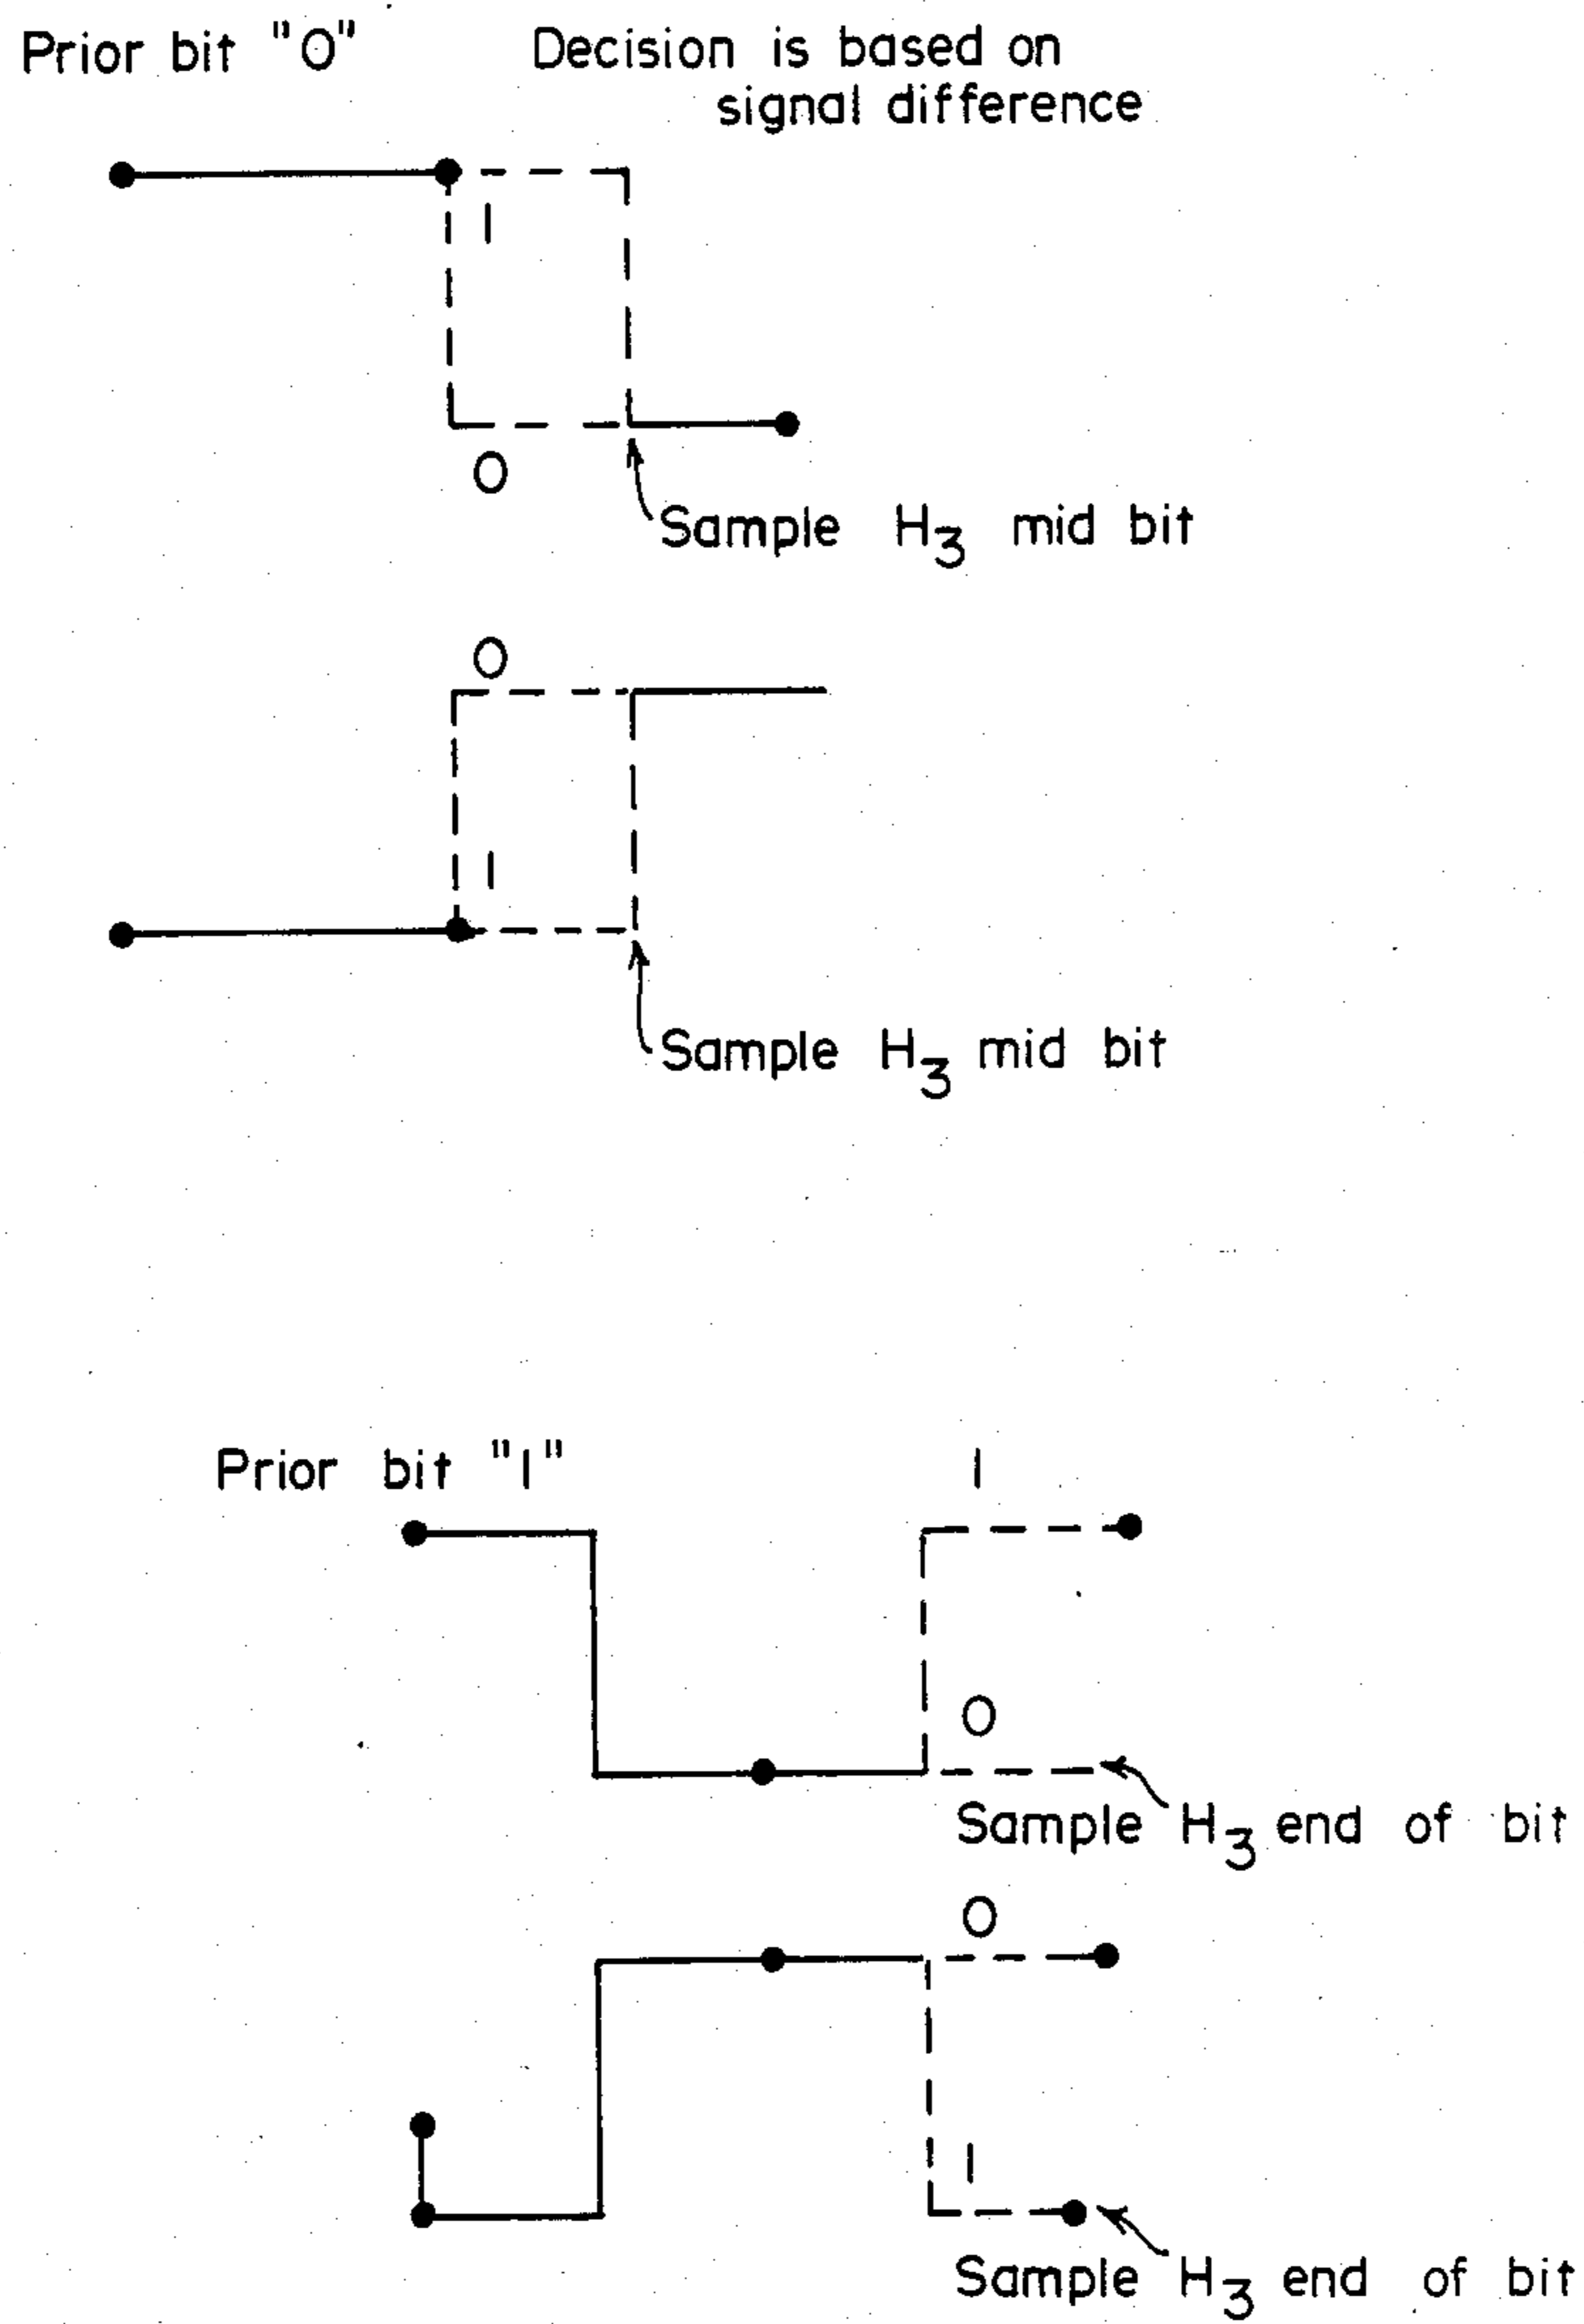 Prior bit "0"
Decision is based on
signal difference
1
0
Sample H3 mid bit
0
1
Sample H3 mid bit
Prior bit "1"
1
0
Sample H3 end of bit
0
1
Sample H3 end of bit